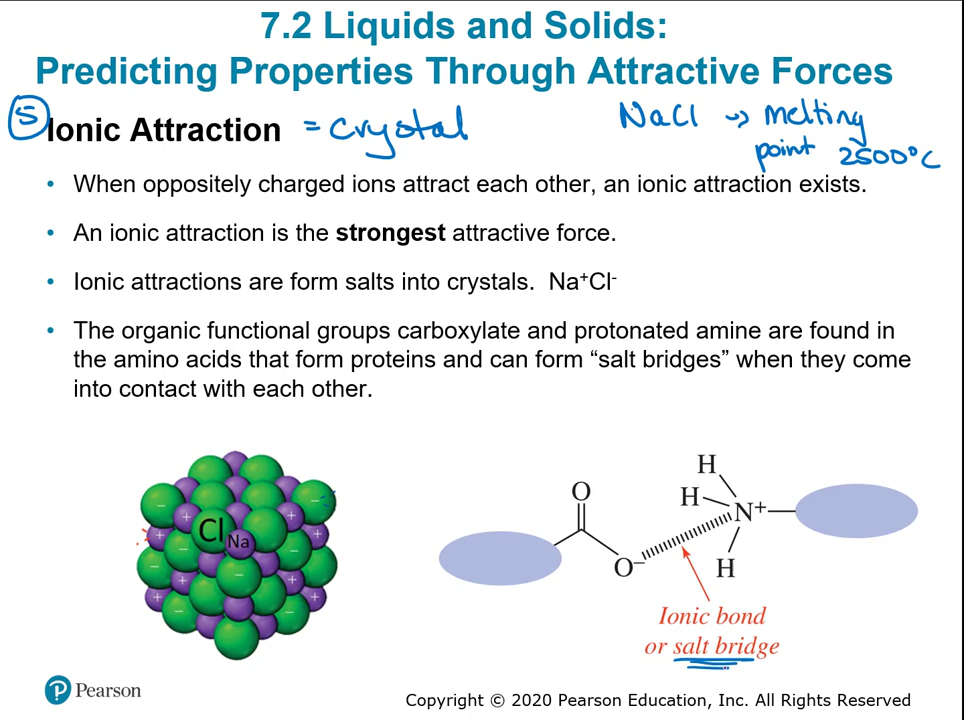 7.2 Liquids and Solids:
Predicting Properties Through Attractive Forces
5 Ionic Attraction = crystal
NaCl → melting
point 2500°C
• When oppositely charged ions attract each other, an ionic attraction exists.
• An ionic attraction is the strongest attractive force.
• Ionic attractions are form salts into crystals. Na⁺Cl⁻
• The organic functional groups carboxylate and protonated amine are found in
the amino acids that form proteins and can form “salt bridges” when they come
into contact with each other.
Cl Na
O
O⁻
H
H
N⁺
H
Ionic bond
or salt bridge
Pearson
Copyright © 2020 Pearson Education, Inc. All Rights Reserved